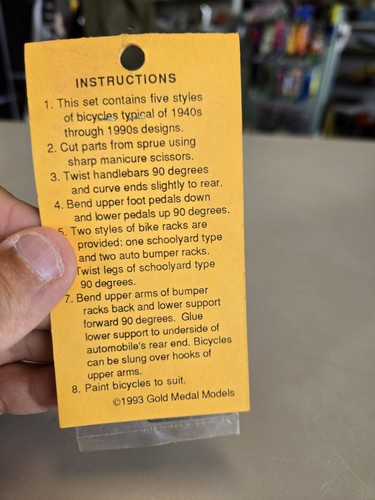 INSTRUCTIONS
1. This set contains five styles
of bicycles typical of 1940s
through 1990s designs.
2. Cut parts from sprue using
sharp manicure scissors.
3. Twist handlebars 90 degrees
and curve ends slightly to rear.
4. Bend upper foot pedals down
and lower pedals up 90 degrees.
5. Two styles of bike racks are
provided: one schoolyard type
and two auto bumper racks.
Twist legs of schoolyard type
90 degrees.
7. Bend upper arms of bumper
racks back and lower support
forward 90 degrees. Glue
lower support to underside of
automobile's rear end. Bicycles
can be slung over hooks of
upper arms.
8. Paint bicycles to suit.
©1993 Gold Medal Models